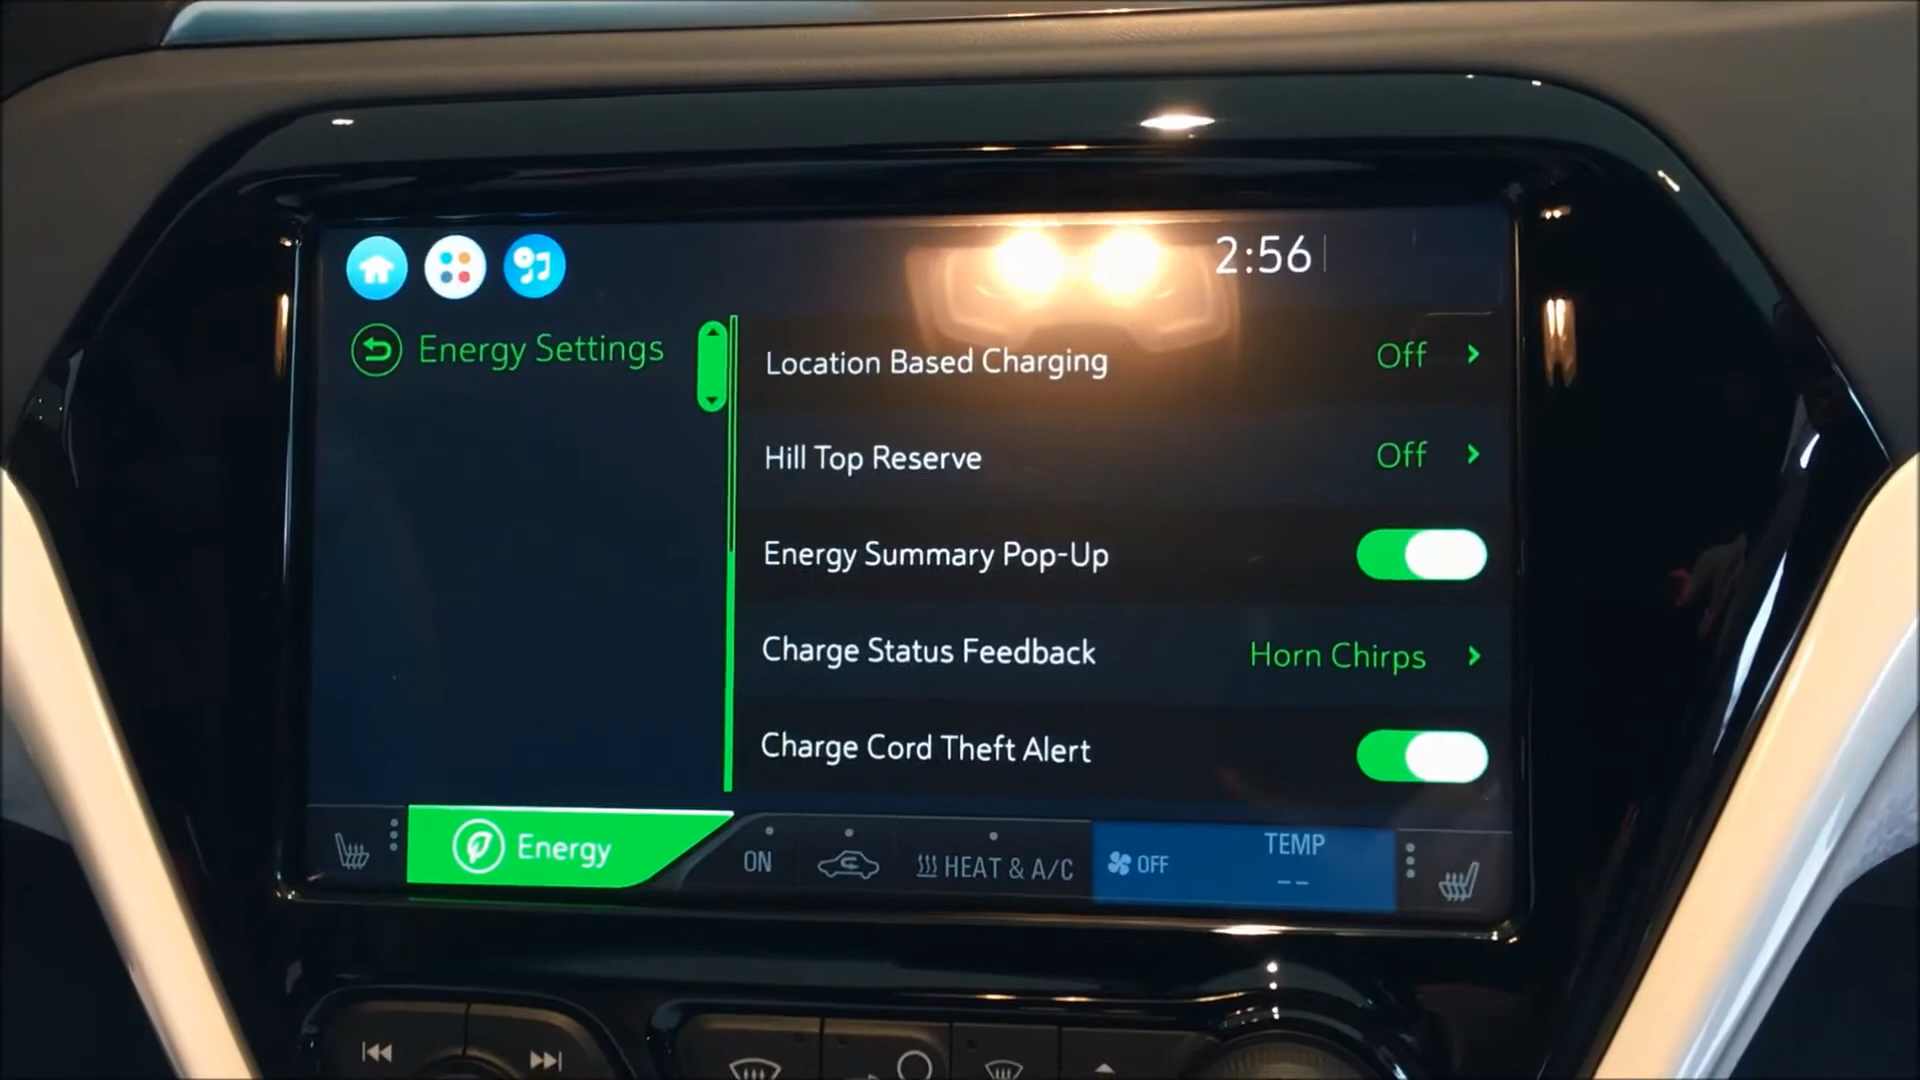 2:56
Energy Settings
Location Based Charging Off
Hill Top Reserve Off
Energy Summary Pop-Up
Charge Status Feedback Horn Chirps
Charge Cord Theft Alert
Energy
ON
HEAT & A/C
OFF
TEMP
--